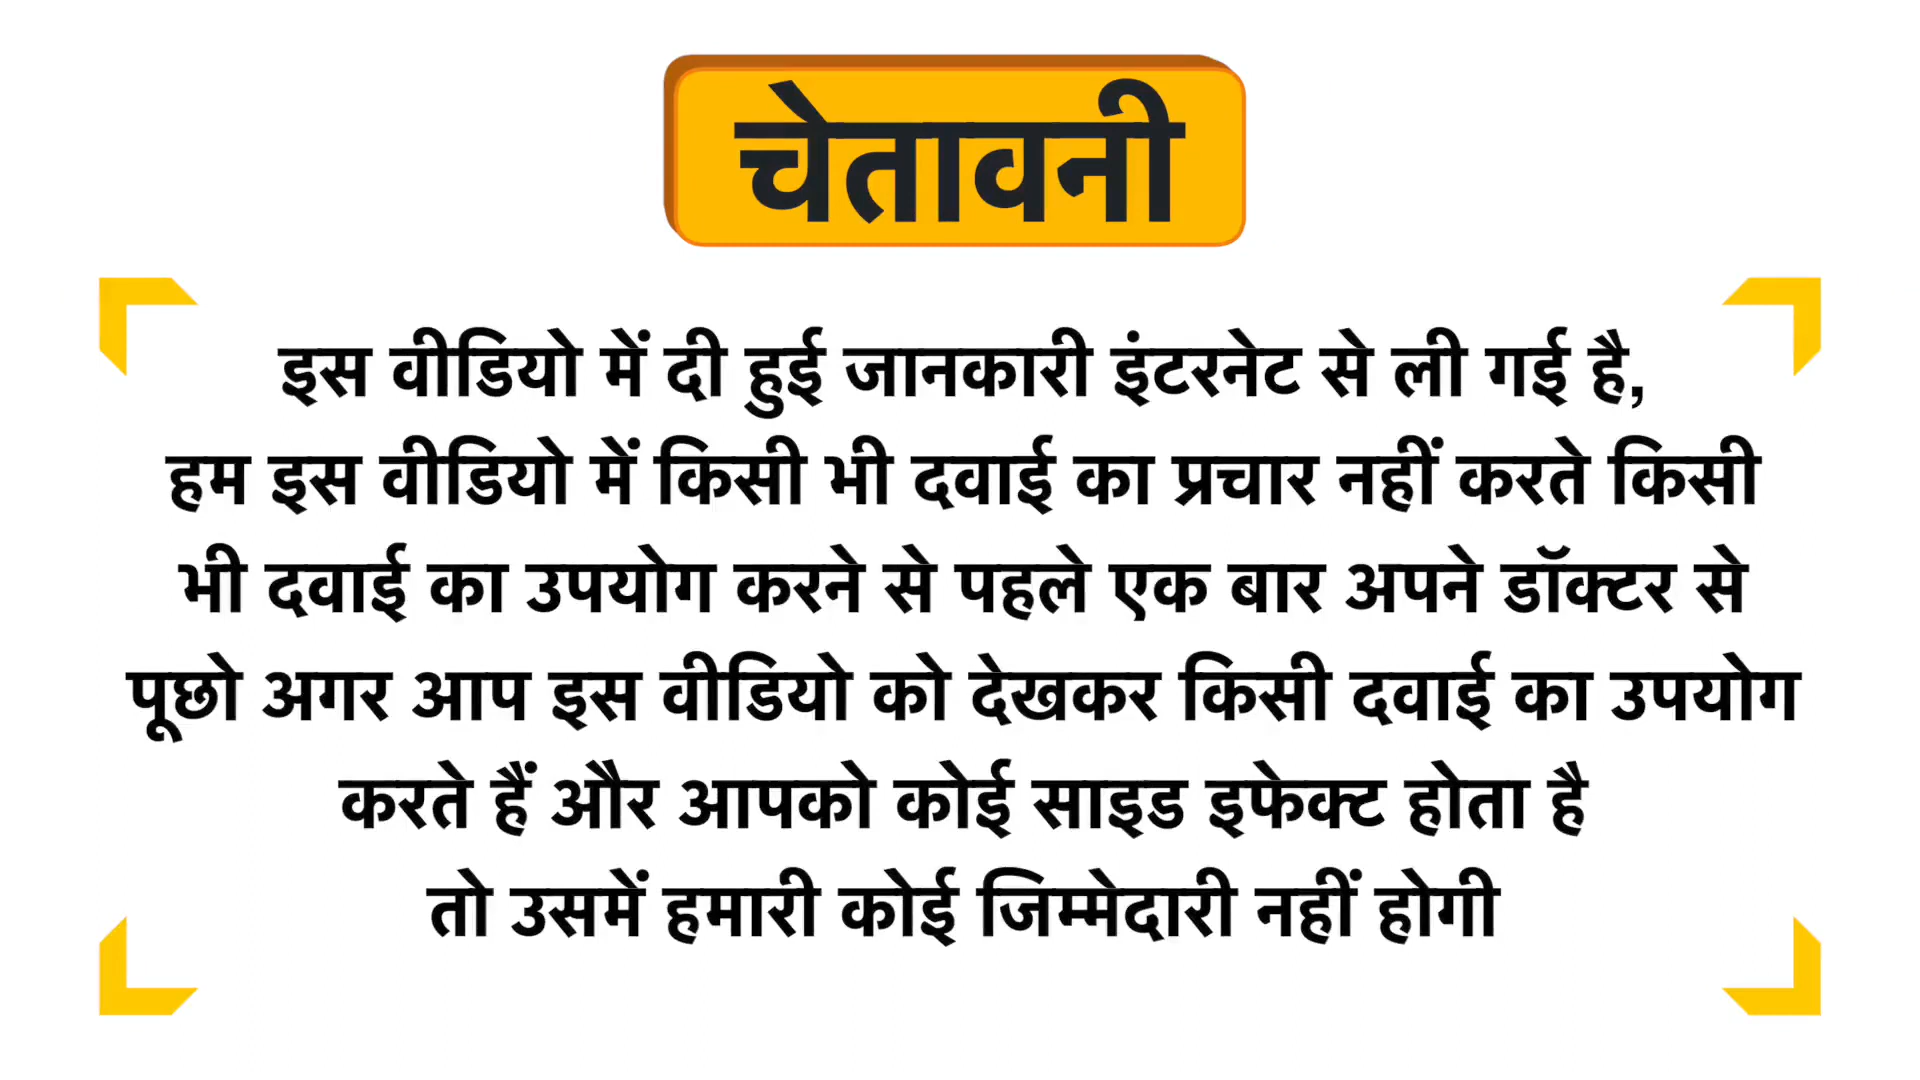 चेतावनी
इस वीडियो में दी हुई जानकारी इंटरनेट से ली गई है,
हम इस वीडियो में किसी भी दवाई का प्रचार नहीं करते किसी
भी दवाई का उपयोग करने से पहले एक बार अपने डॉक्टर से
पूछो अगर आप इस वीडियो को देखकर किसी दवाई का उपयोग
करते हैं और आपको कोई साइड इफेक्ट होता है
तो उसमें हमारी कोई जिम्मेदारी नहीं होगी